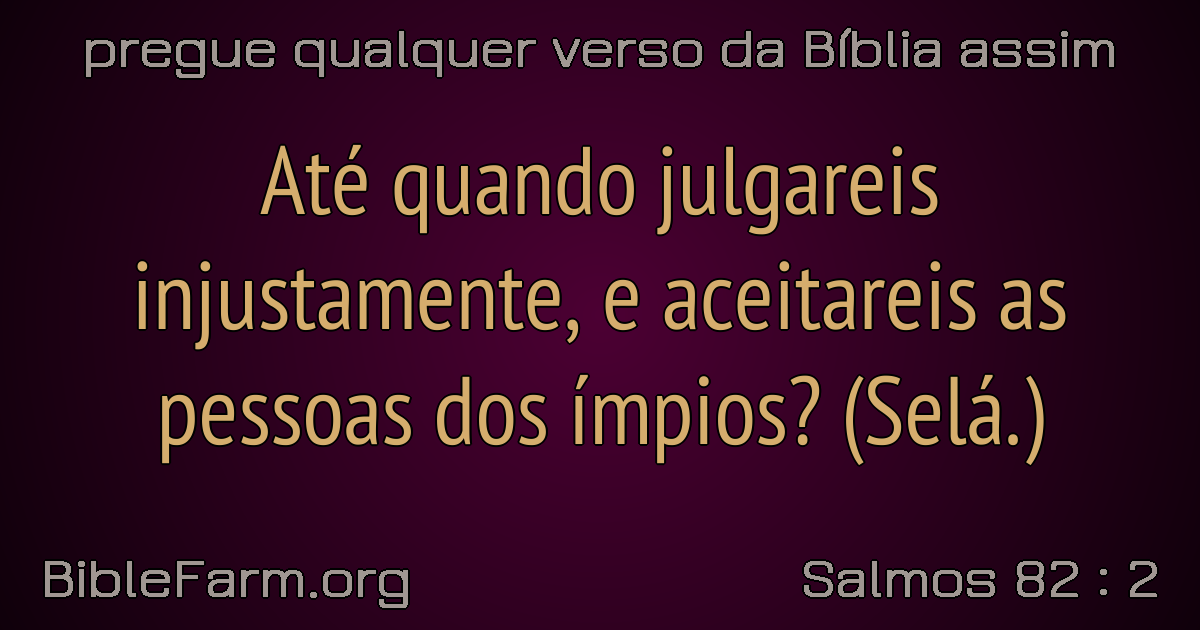 pregue qualquer verso da Bíblia assim
Até quando julgareis
injustamente, e aceitareis as
pessoas dos ímpios? (Selá.)
BibleFarm.org
Salmos 82 : 2